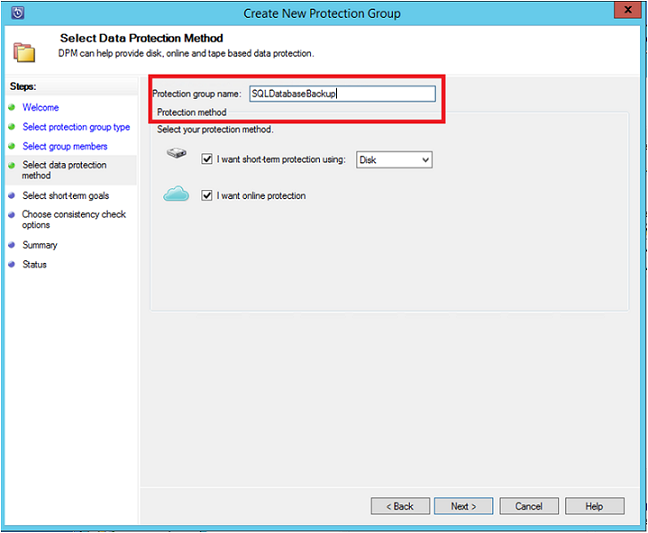 Create New Protection Group
X
Select Data Protection Method
DPM can help provide disk, online and tape based data protection.
Steps:
Welcome
Select protection group type
Select group members
Select data protection
method
Select short-term goals
Choose consistency check
options
Summary
Status
Protection group name: SQLDatabaseBackup
Protection method
Select your protection method.
I want short-term protection using: Disk
I want online protection
< Back Next > Cancel Help